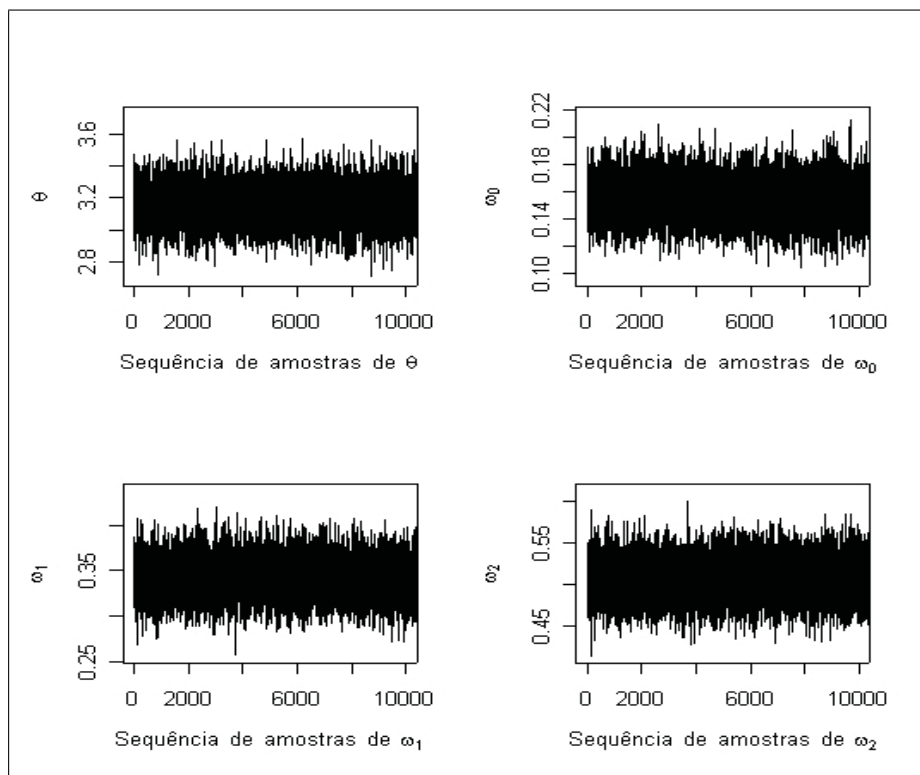 θ
2.8 3.2 3.6
0 2000 6000 10000
Sequência de amostras de θ
ω0
0.10 0.14 0.18 0.22
0 2000 6000 10000
Sequência de amostras de ω0
ω1
0.25 0.35
0 2000 6000 10000
Sequência de amostras de ω1
ω2
0.45 0.55
0 2000 6000 10000
Sequência de amostras de ω2